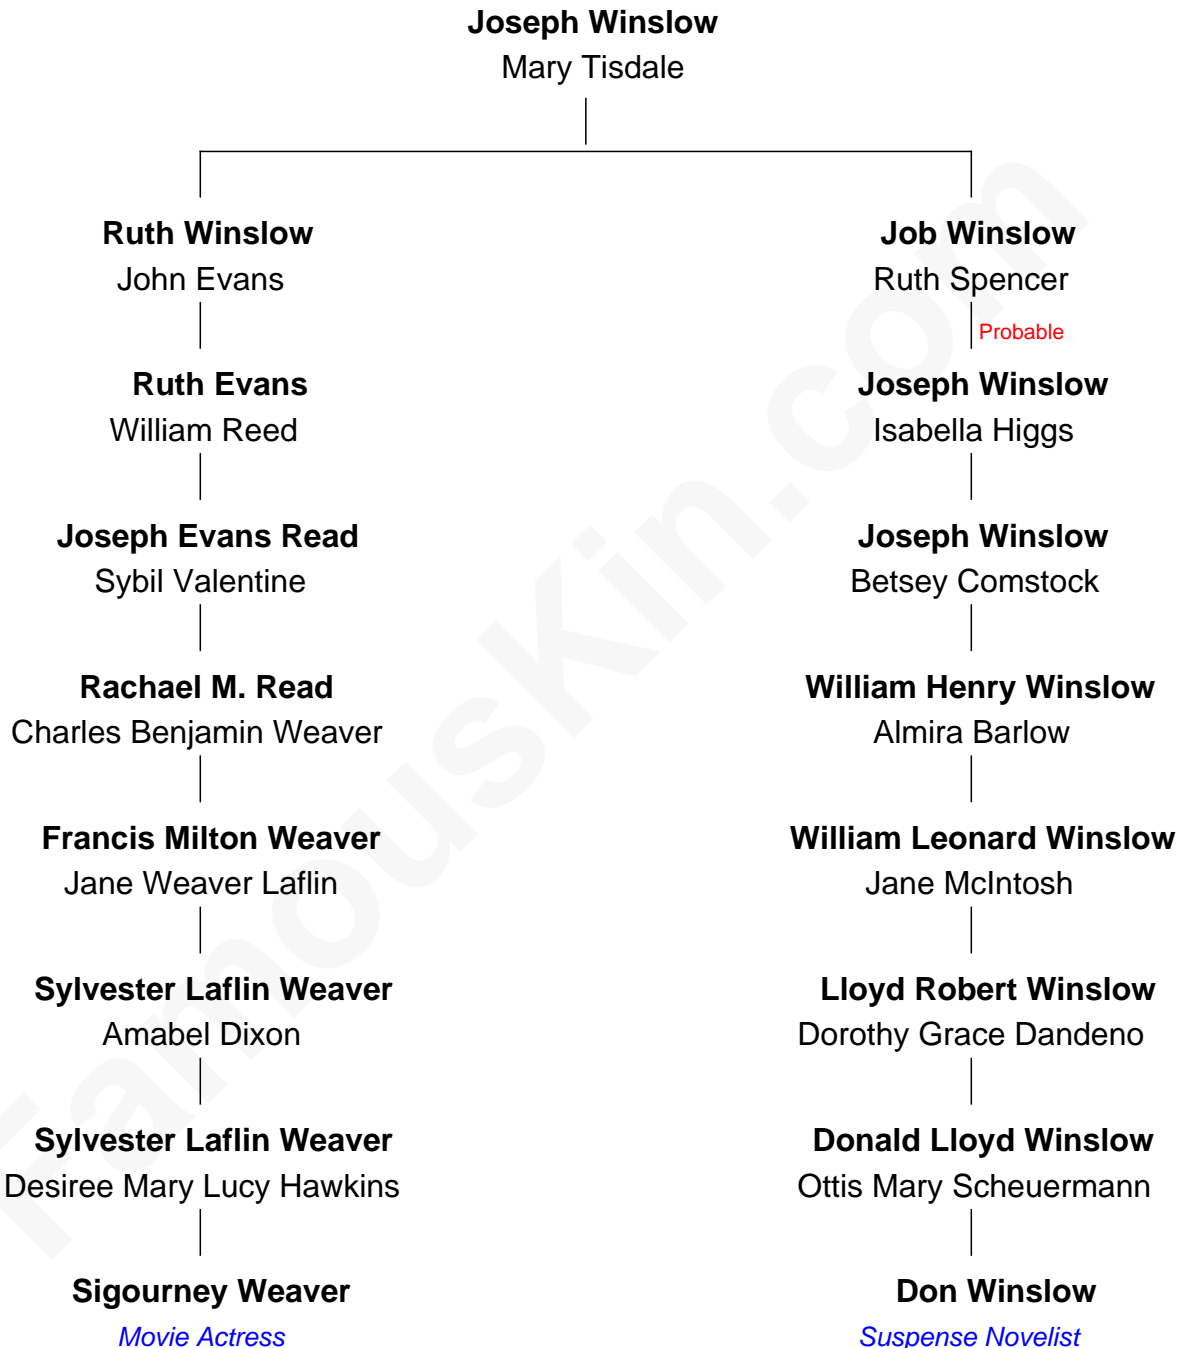 Joseph Winslow
Mary Tisdale
Ruth Winslow
John Evans
Job Winslow
Ruth Spencer
Probable
Ruth Evans
William Reed
Joseph Winslow
Isabella Higgs
Joseph Evans Read
Sybil Valentine
Joseph Winslow
Betsey Comstock
Rachael M. Read
Charles Benjamin Weaver
William Henry Winslow
Almira Barlow
Francis Milton Weaver
Jane Weaver Laflin
William Leonard Winslow
Jane McIntosh
Sylvester Laflin Weaver
Amabel Dixon
Lloyd Robert Winslow
Dorothy Grace Dandeno
Sylvester Laflin Weaver
Desiree Mary Lucy Hawkins
Donald Lloyd Winslow
Ottis Mary Scheuermann
Sigourney Weaver
Movie Actress
Don Winslow
Suspense Novelist
FamousKin.com